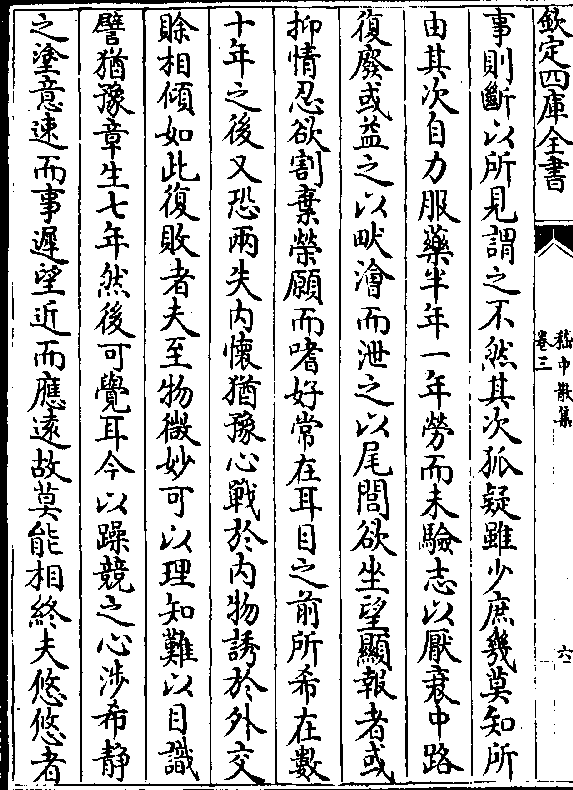 欽定四庫全書
嵇中散集
卷三
六
事則斷以所見謂之不然其次狐疑雖少庶幾莫知所
由其次自力服藥半年一年勞而未驗志以厭衰中路
復廢或益之以畎澮而泄之以尾閭欲坐望顯報者或
抑情忍欲割棄榮願而嗜好常在耳目之前所希在數
十年之後又恐兩失内懷猶豫心戰於内物誘於外交
賒相傾如此復敗者夫至物微妙可以理知難以目識
譬猶豫章生七年然後可覺耳今以躁競之心涉希静
之塗意速而事遲望近而應遠故莫能相終夫悠悠者